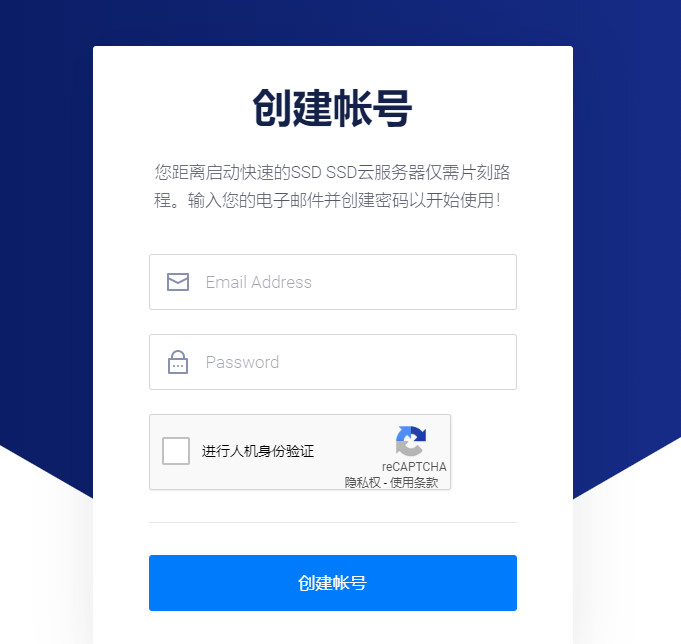 创建帐号
您距离启动快速的SSD SSD云服务器仅需片刻路
程。输入您的电子邮件并创建密码以开始使用!
Email Address
Password
进行人机身份验证
reCAPTCHA
隐私权 - 使用条款
创建帐号